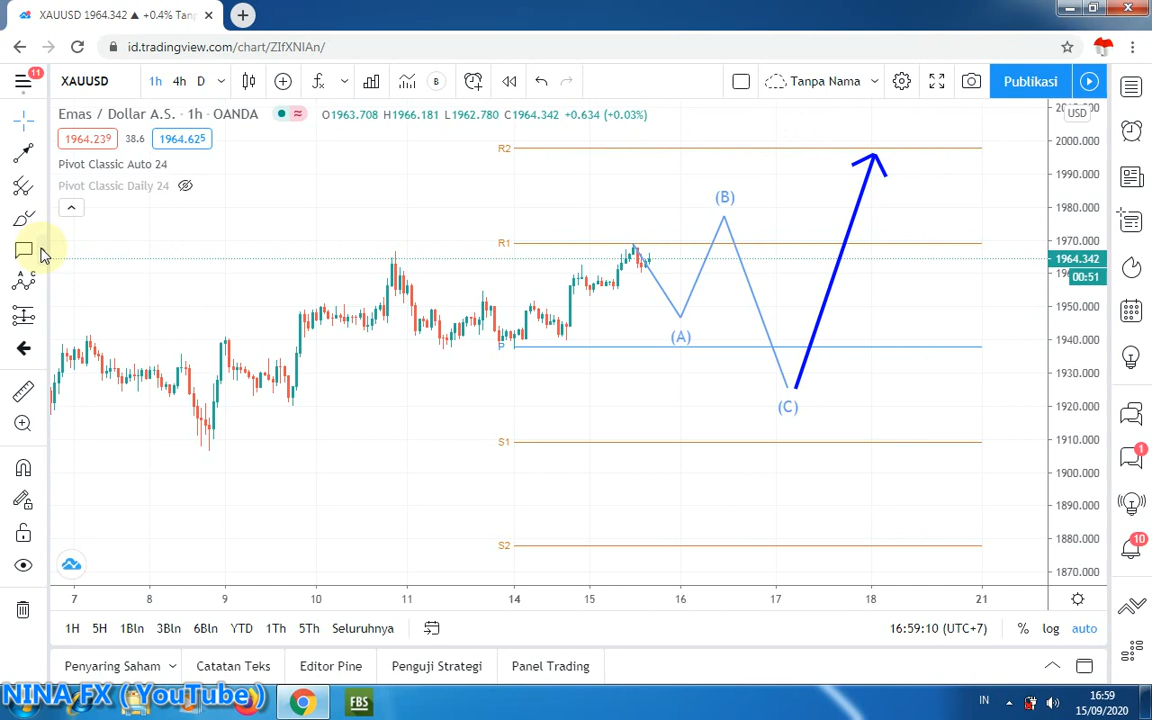 XAUUSD 1964.342 ▲ +0.4% Tanp
id.tradingview.com/chart/ZIfXNIAn/
11
XAUUSD 1h 4h D B Tanpa Nama Publikasi
Emas / Dollar A.S. · 1h · OANDA O1963.708 H1966.181 L1962.780 C1964.342 +0.634 (+0.03%)
1964.239 38.6 1964.625
Pivot Classic Auto 24
Pivot Classic Daily 24
USD
2000.000
1990.000
1980.000
1970.000
1964.342
00:51
1950.000
1940.000
1930.000
1920.000
1910.000
1900.000
1890.000
1880.000
1870.000
R2
(B)
R1
(A)
P
(C)
S1
S2
1
10
7 8 9 10 11 14 15 16 17 18 21
1H 5H 1Bln 3Bln 6Bln YTD 1Th 5Th Seluruhnya 16:59:10 (UTC+7) % log auto
Penyaring Saham Catatan Teks Editor Pine Penguji Strategi Panel Trading
NINA FX ( YouTube )
FBS
IN
16:59
15/09/2020